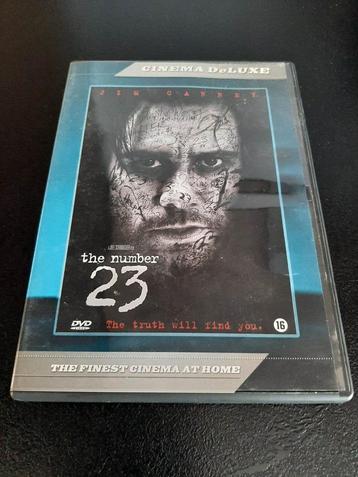 CINEMA DeLUXE
JIM CARREY
the number
23
DVD
The truth will find you.
16
THE FINEST CINEMA AT HOME